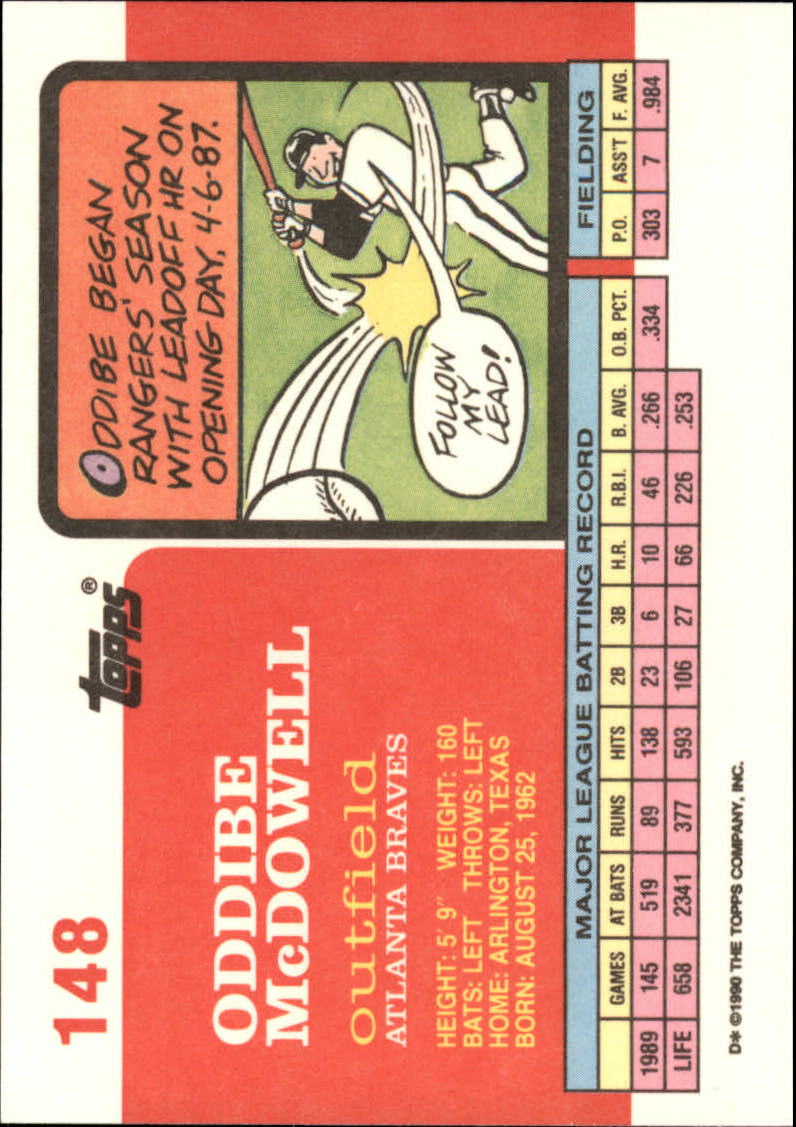 148
topps®
ODDIBE
McDOWELL
outfield
ATLANTA BRAVES
HEIGHT: 5' 9" WEIGHT: 160
BATS: LEFT THROWS: LEFT
HOME: ARLINGTON, TEXAS
BORN: AUGUST 25, 1962
ODDIBE BEGAN
RANGERS' SEASON
WITH LEADOFF HR ON
OPENING DAY, 4-6-87.
FOLLOW
MY
LEAD!
MAJOR LEAGUE BATTING RECORD FIELDING
GAMES AT BATS RUNS HITS 2B 3B H.R. R.B.I. B. AVG. O.B. PCT. P.O. ASS'T F. AVG.
1989 145 519 89 138 23 6 10 46 .266 .334 303 7 .984
LIFE 658 2341 377 593 106 27 66 226 .253
D* ©1990 THE TOPPS COMPANY, INC.